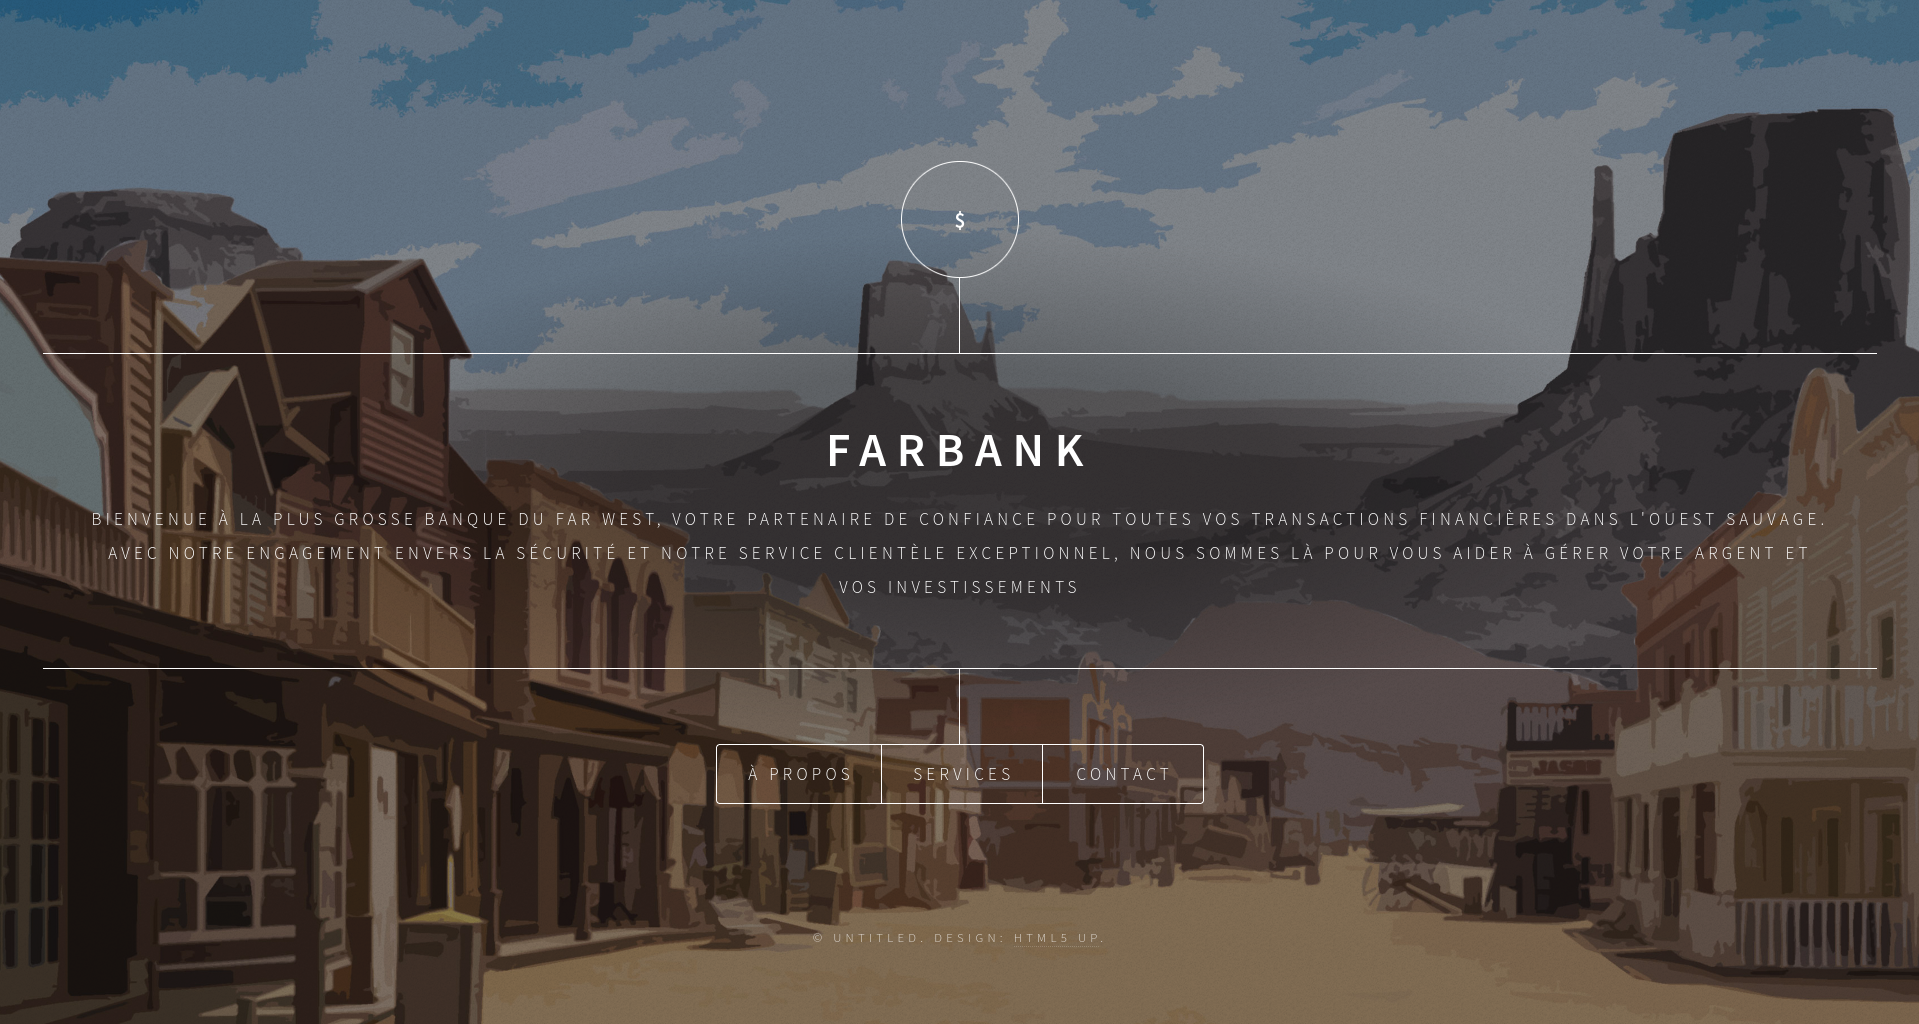 $
FARBANK
BIENVENUE À LA PLUS GROSSE BANQUE DU FAR WEST, VOTRE PARTENAIRE DE CONFIANCE POUR TOUTES VOS TRANSACTIONS FINANCIÈRES DANS L'OUEST SAUVAGE.
AVEC NOTRE ENGAGEMENT ENVERS LA SÉCURITÉ ET NOTRE SERVICE CLIENTÈLE EXCEPTIONNEL, NOUS SOMMES LÀ POUR VOUS AIDER À GÉRER VOTRE ARGENT ET
VOS INVESTISSEMENTS
À PROPOS SERVICES CONTACT
© UNTITLED. DESIGN: HTML5 UP.